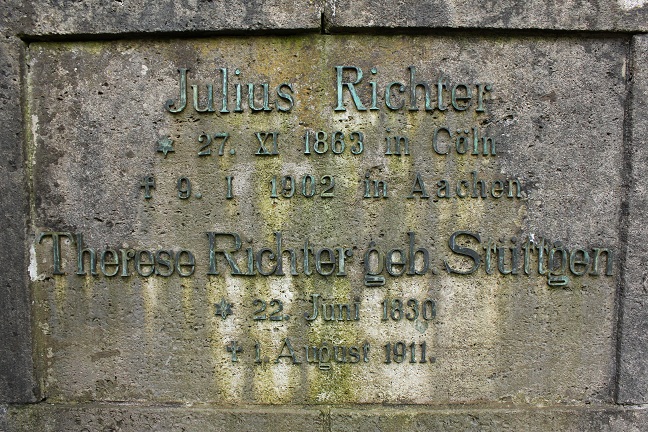 Julius Richter
* 27. XI 1863 in Cöln
† 9. I 1902 in Aachen.
Therese Richter geb. Stüttgen
* 22. Juni 1830
† 1. August 1911.